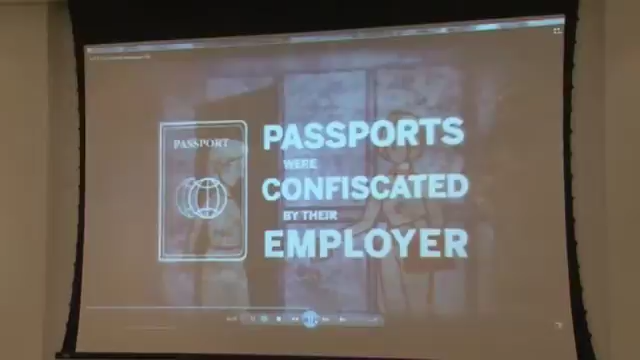 PASSPORT
PASSPORTS
WERE
CONFISCATED
BY THEIR
EMPLOYER